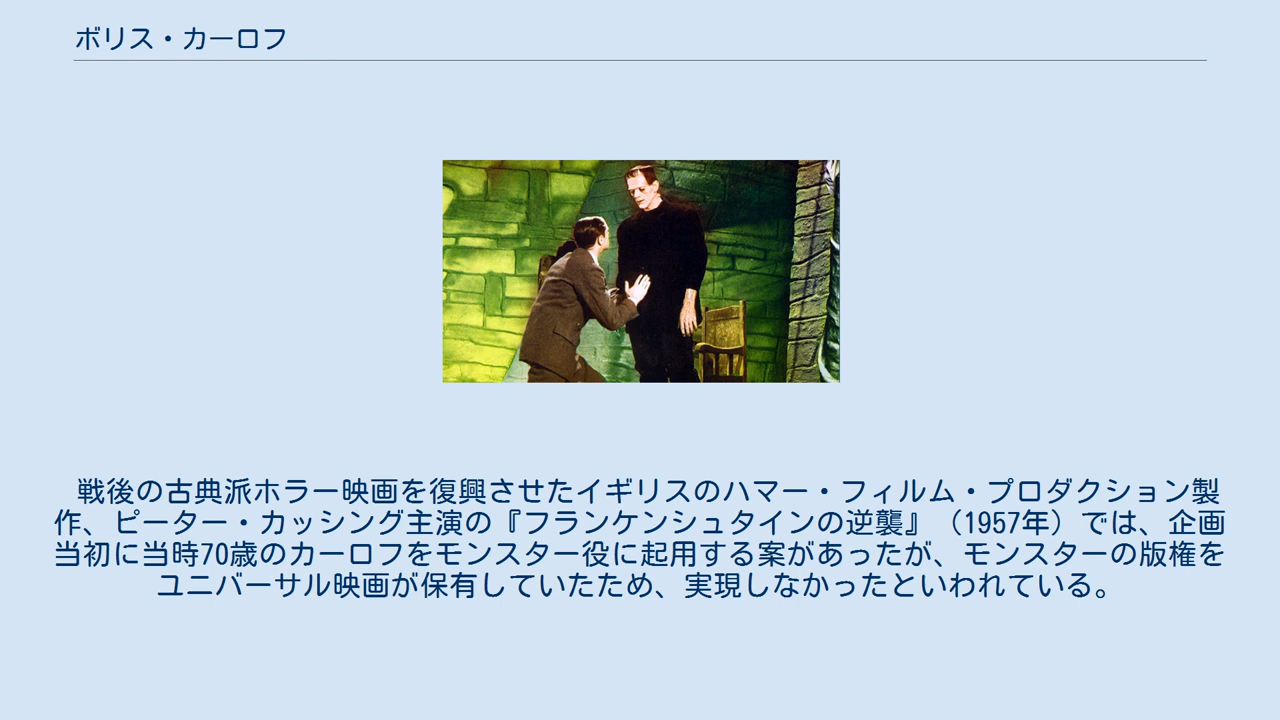 ボリス・カーロフ
戦後の古典派ホラー映画を復興させたイギリスのハマー・フィルム・プロダクション製
作、ピーター・カッシング主演の『フランケンシュタインの逆襲』（1957年）では、企画
当初に当時70歳のカーロフをモンスター役に起用する案があったが、モンスターの版権を
ユニバーサル映画が保有していたため、実現しなかったといわれている。